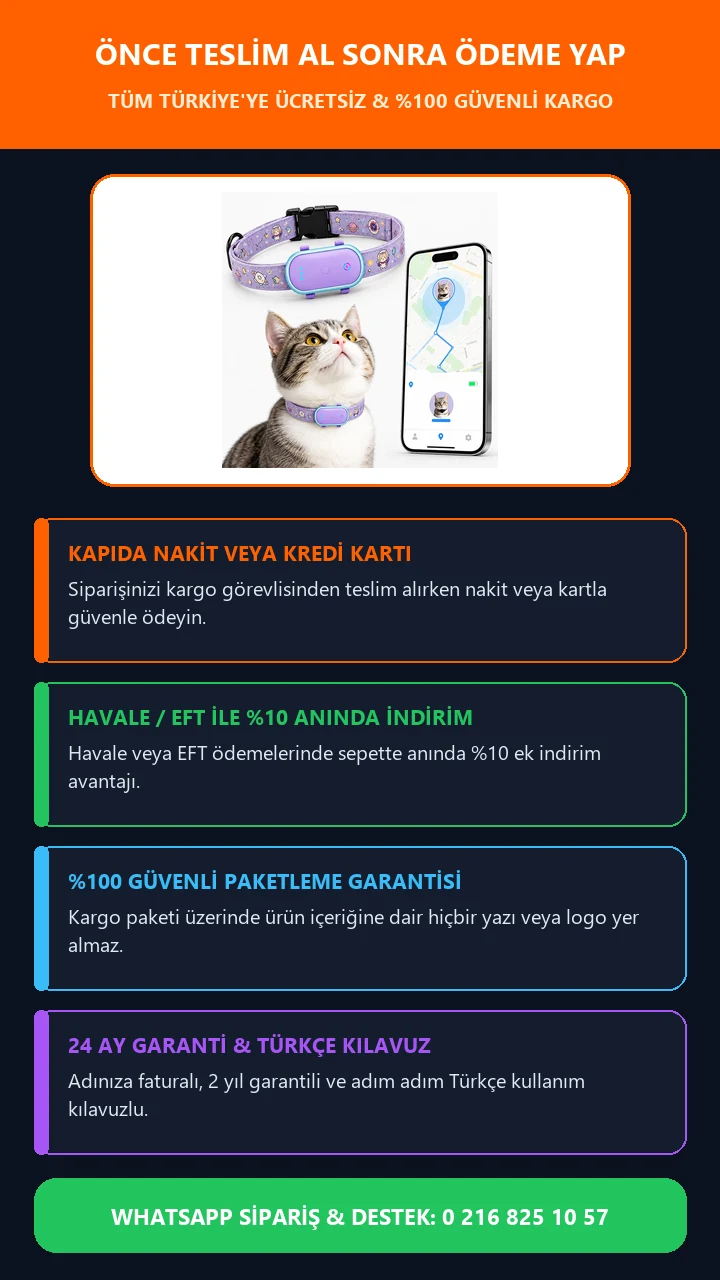 ÖNCE TESLİM AL SONRA ÖDEME YAP
TÜM TÜRKİYE'YE ÜCRETSİZ & %100 GÜVENLİ KARGO
KAPIDA NAKİT VEYA KREDİ KARTI
Siparişinizi kargo görevlisinden teslim alırken nakit veya kartla
güvenle ödeyin.
HAVALE / EFT İLE %10 ANINDA İNDİRİM
Havale veya EFT ödemelerinde sepette anında %10 ek indirim
avantajı.
%100 GÜVENLİ PAKETLEME GARANTİSİ
Kargo paketi üzerinde ürün içeriğine dair hiçbir yazı veya logo yer
almaz.
24 AY GARANTİ & TÜRKÇE KILAVUZ
Adınıza faturalı, 2 yıl garantili ve adım adım Türkçe kullanım
kılavuzlu.
WHATSAPP SİPARİŞ & DESTEK: 0 216 825 10 57